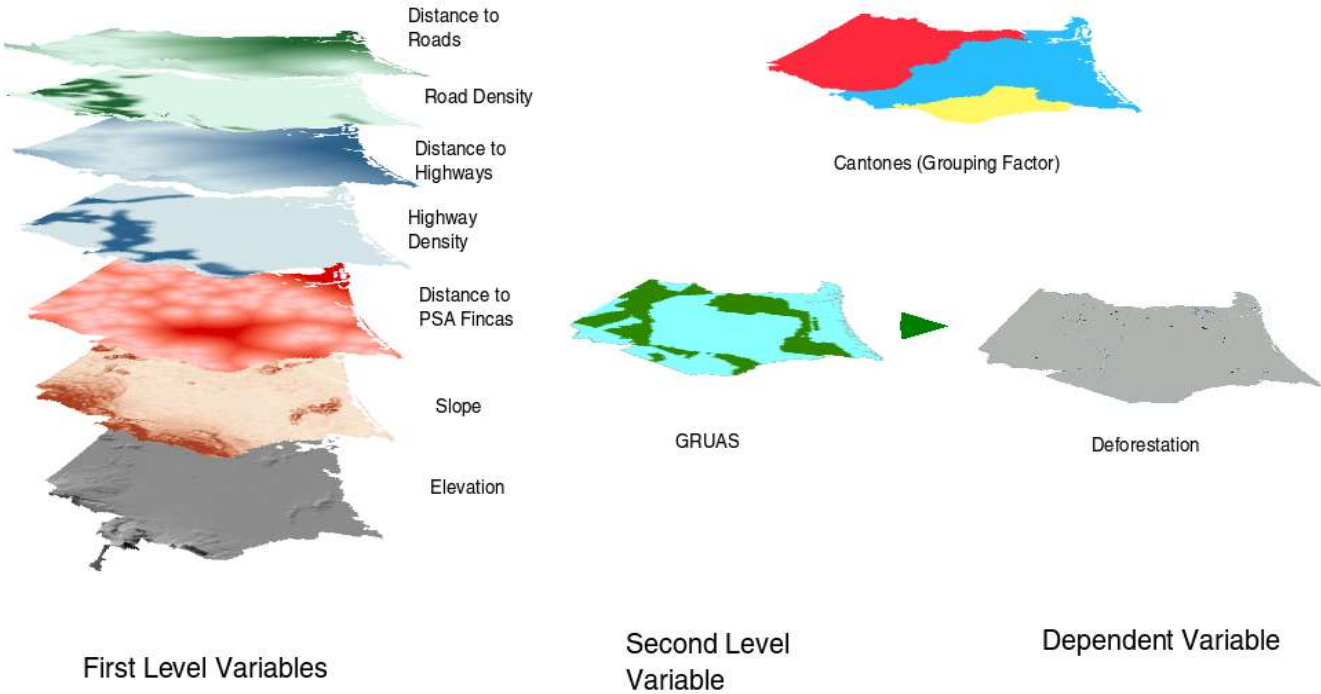 Distance to
Roads
Road Density
Distance to
Highways
Highway
Density
Distance to
PSA Fincas
Slope
Elevation
First Level Variables
Cantones (Grouping Factor)
GRUAS
Second Level
Variable
Deforestation
Dependent Variable